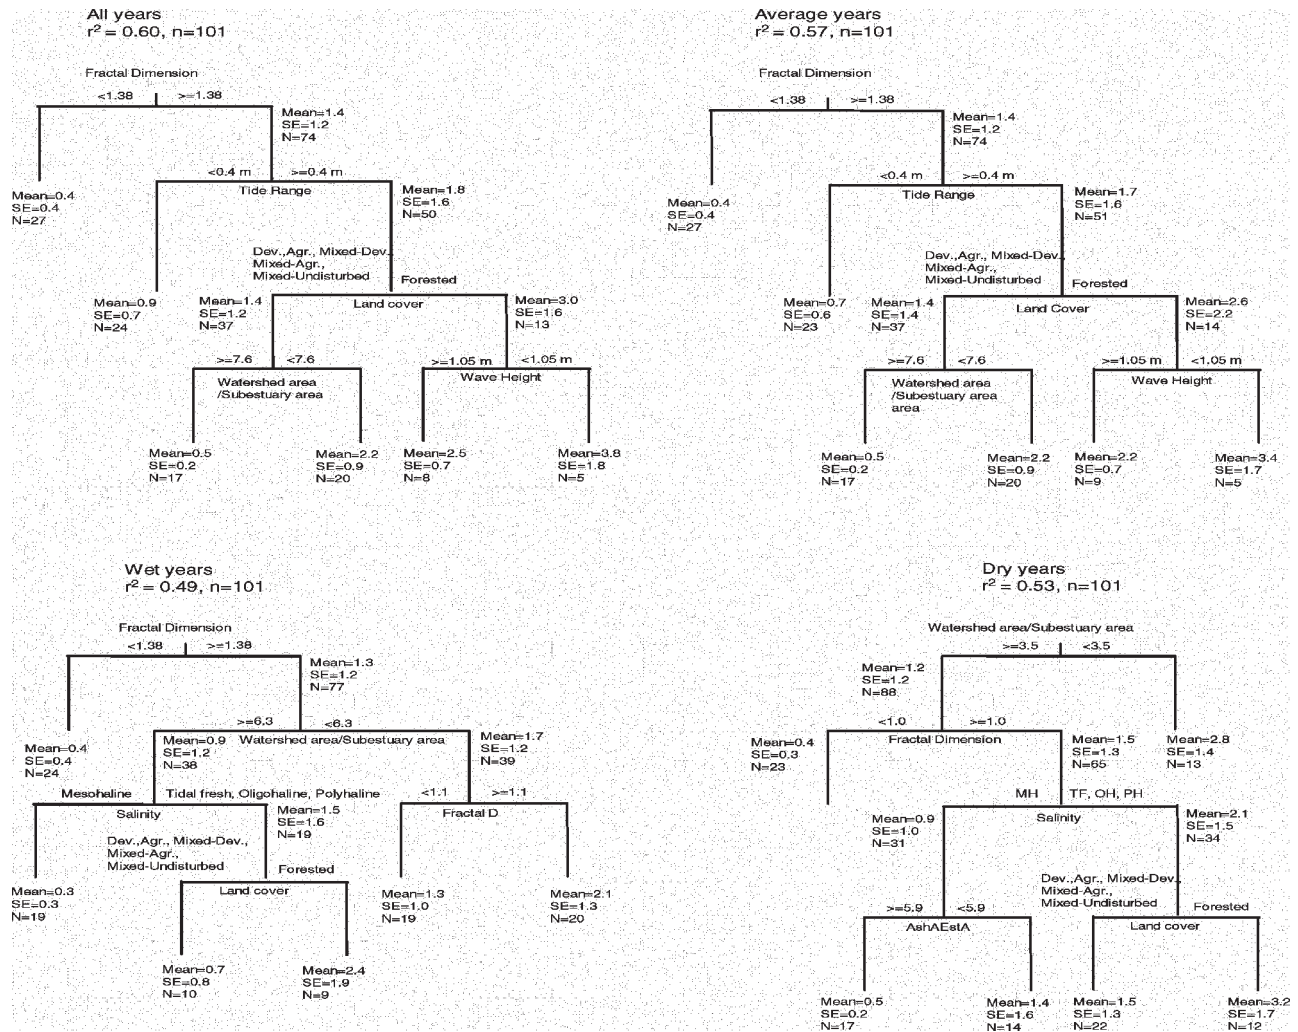 All years
r² = 0.60, n=101
Fractal Dimension
<1.38 >=1.38
Mean=1.4
SE=1.2
N=74
Mean=0.4
SE=0.4
N=27
<0.4 m >=0.4 m
Tide Range
Mean=1.8
SE=1.6
N=50
Dev.,Agr., Mixed-Dev.,
Mixed-Agr.,
Mixed-Undisturbed
Forested
Land cover
Mean=0.9
SE=0.7
N=24
Mean=1.4
SE=1.2
N=37
Mean=3.0
SE=1.6
N=13
>=7.6 <7.6
Watershed area
/Subestuary area
>=1.05 m <1.05 m
Wave Height
Mean=0.5
SE=0.2
N=17
Mean=2.2
SE=0.9
N=20
Mean=2.5
SE=0.7
N=8
Mean=3.8
SE=1.8
N=5
Average years
r² = 0.57, n=101
Fractal Dimension
<1.38 >=1.38
Mean=1.4
SE=1.2
N=74
Mean=0.4
SE=0.4
N=27
<0.4 m >=0.4 m
Tide Range
Mean=1.7
SE=1.6
N=51
Dev.,Agr., Mixed-Dev.,
Mixed-Agr.,
Mixed-Undisturbed
Forested
Land Cover
Mean=0.7
SE=0.6
N=23
Mean=1.4
SE=1.4
N=37
Mean=2.6
SE=2.2
N=14
>=7.6 <7.6
Watershed area
/Subestuary area
area
>=1.05 m <1.05 m
Wave Height
Mean=0.5
SE=0.2
N=17
Mean=2.2
SE=0.9
N=20
Mean=2.2
SE=0.7
N=9
Mean=3.4
SE=1.7
N=5
Wet years
r² = 0.49, n=101
Fractal Dimension
<1.38 >=1.38
Mean=1.3
SE=1.2
N=77
Mean=0.4
SE=0.4
N=24
>=6.3 <6.3
Watershed area/Subestuary area
Mean=0.9
SE=1.2
N=38
Mean=1.7
SE=1.2
N=39
Mesohaline Tidal fresh, Oligohaline, Polyhaline
Salinity
Mean=1.5
SE=1.6
N=19
<1.1 >=1.1
Fractal D
Dev.,Agr., Mixed-Dev.,
Mixed-Agr.,
Mixed-Undisturbed
Forested
Land cover
Mean=0.3
SE=0.3
N=19
Mean=1.3
SE=1.0
N=19
Mean=2.1
SE=1.3
N=20
Mean=0.7
SE=0.8
N=10
Mean=2.4
SE=1.9
N=9
Dry years
r² = 0.53, n=101
Watershed area/Subestuary area
>=3.5 <3.5
Mean=1.2
SE=1.2
N=88
<1.0 >=1.0
Fractal Dimension
Mean=0.4
SE=0.3
N=23
Mean=1.5
SE=1.3
N=65
Mean=2.8
SE=1.4
N=13
MH TF, OH, PH
Salinity
Mean=0.9
SE=1.0
N=31
Mean=2.1
SE=1.5
N=34
Dev.,Agr., Mixed-Dev.,
Mixed-Agr.,
Mixed-Undisturbed
Forested
>=5.9 <5.9
AshAEstA
Land cover
Mean=0.5
SE=0.2
N=17
Mean=1.4
SE=1.6
N=14
Mean=1.5
SE=1.3
N=22
Mean=3.2
SE=1.7
N=12